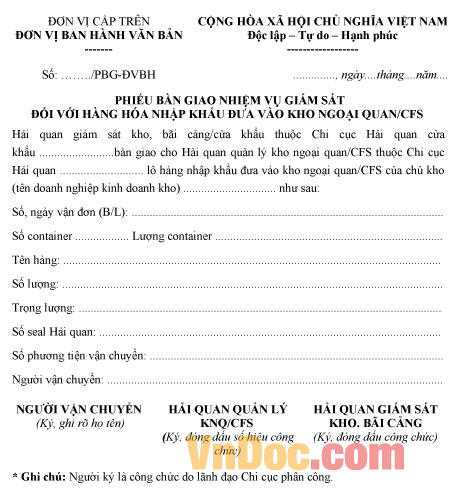 ĐƠN VỊ CẤP TRÊN
ĐƠN VỊ BAN HÀNH VĂN BẢN
-------
CỘNG HÒA XÃ HỘI CHỦ NGHĨA VIỆT NAM
Độc lập – Tự do – Hạnh phúc
------------------
Số: ……../PBG-ĐVBH
.............., ngày....tháng....năm....
PHIẾU BÀN GIAO NHIỆM VỤ GIÁM SÁT
ĐỐI VỚI HÀNG HÓA NHẬP KHẨU ĐƯA VÀO KHO NGOẠI QUAN/CFS
Hải quan giám sát kho, bãi cảng/cửa khẩu thuộc Chi cục Hải quan cửa
khẩu ....................bàn giao cho Hải quan quản lý kho ngoại quan/CFS thuộc Chi cục
Hải quan ...................... lô hàng nhập khẩu đưa vào kho ngoại quan/CFS của chủ kho
(tên doanh nghiệp kinh doanh kho) ........................ như sau:
Số, ngày vận đơn (B/L): ........................................................
Số container .................. Lượng container ........................................
Tên hàng: ........................................................
Số lượng: ........................................................
Trọng lượng: ........................................................
Số seal Hải quan: ........................................................
Số phương tiện vận chuyển: ........................................................
Người vận chuyển: ........................................................
NGƯỜI VẬN CHUYỂN
(Ký, ghi rõ họ tên)
HẢI QUAN QUẢN LÝ
KNQ/CFS
(Ký, đóng dấu số hiệu công
chức)
HẢI QUAN GIÁM SÁT
KHO. BÃI CẢNG
(Ký, đóng dấu công chức)
VnDoc.com
* Ghi chú: Người ký là công chức do lãnh đạo Chi cục phân công.